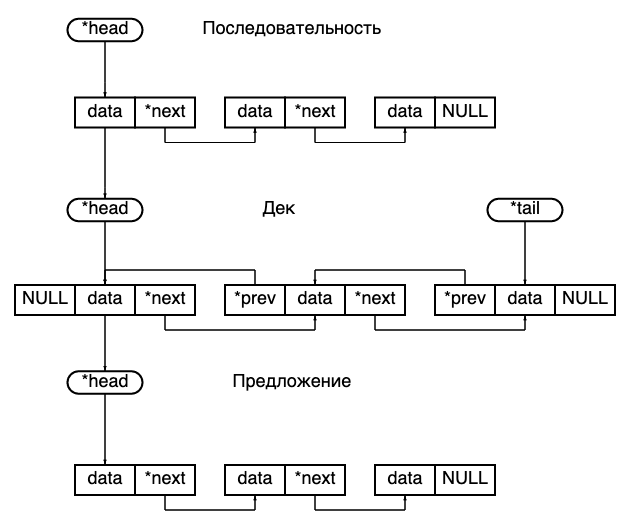 *head Последовательность
data *next data *next data NULL
*head Дек *tail
NULL data *next *prev data *next *prev data NULL
*head Предложение
data *next data *next data NULL